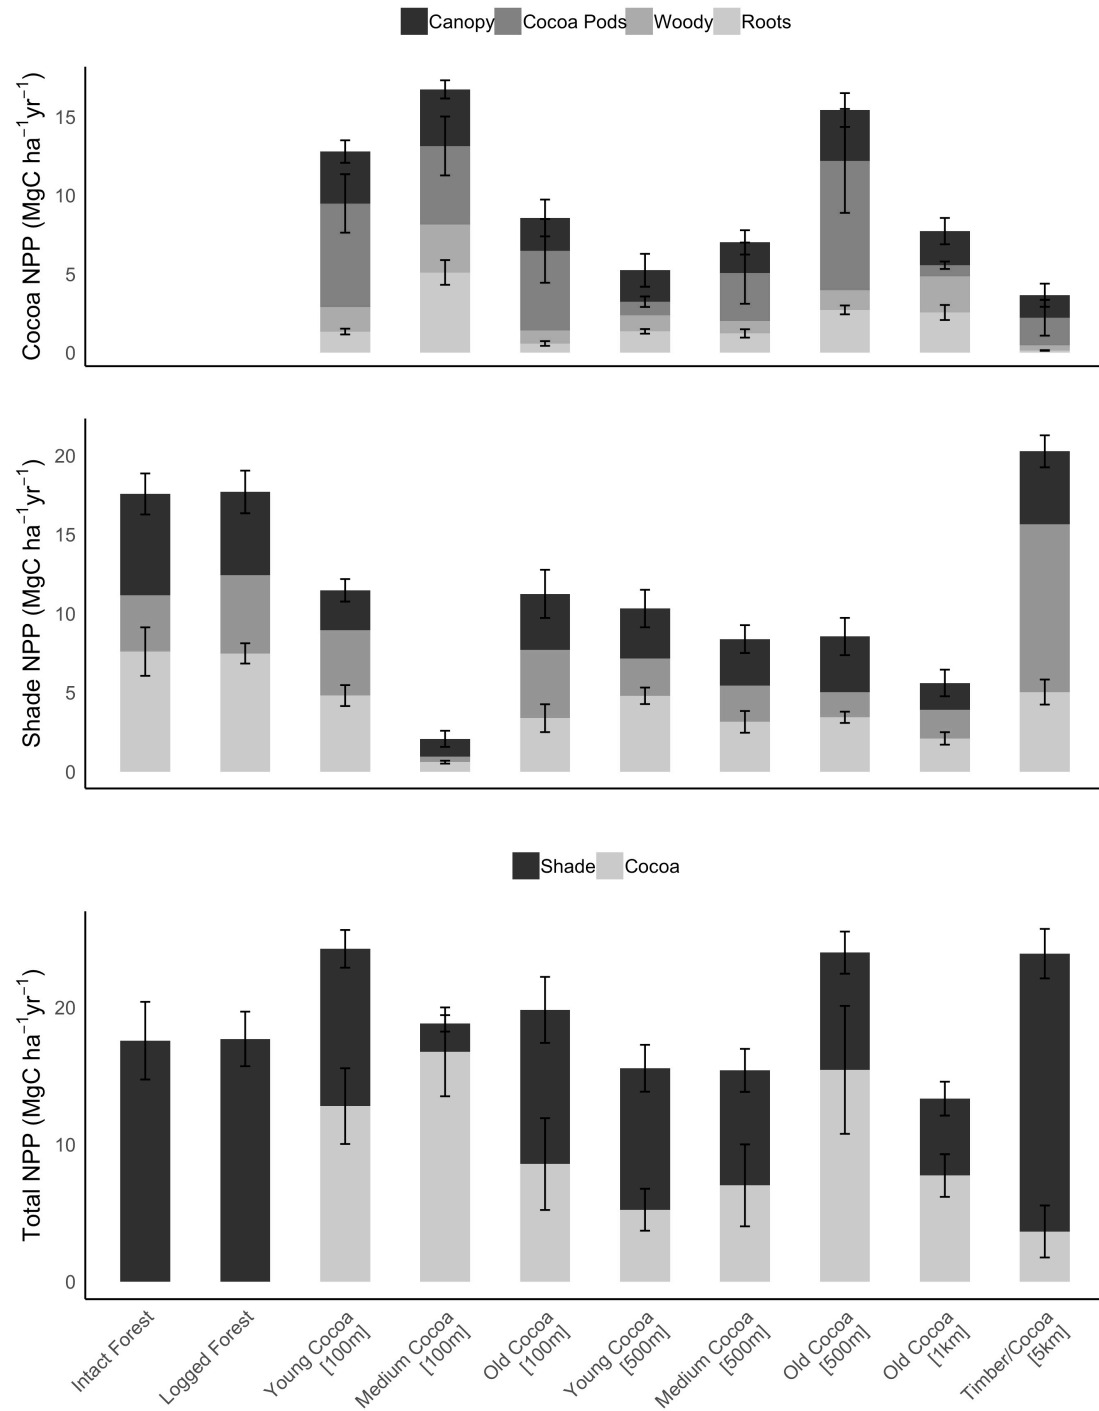 Canopy Cocoa Pods Woody Roots
Cocoa NPP (MgC ha⁻¹yr⁻¹)
15
10
5
0
Shade NPP (MgC ha⁻¹yr⁻¹)
20
15
10
5
0
Shade Cocoa
Total NPP (MgC ha⁻¹yr⁻¹)
20
10
0
Intact Forest
Logged Forest
Young Cocoa
[100m]
Medium Cocoa
[100m]
Old Cocoa
[100m]
Young Cocoa
[500m]
Medium Cocoa
[500m]
Old Cocoa
[500m]
Old Cocoa
[1km]
Timber/Cocoa
[5km]